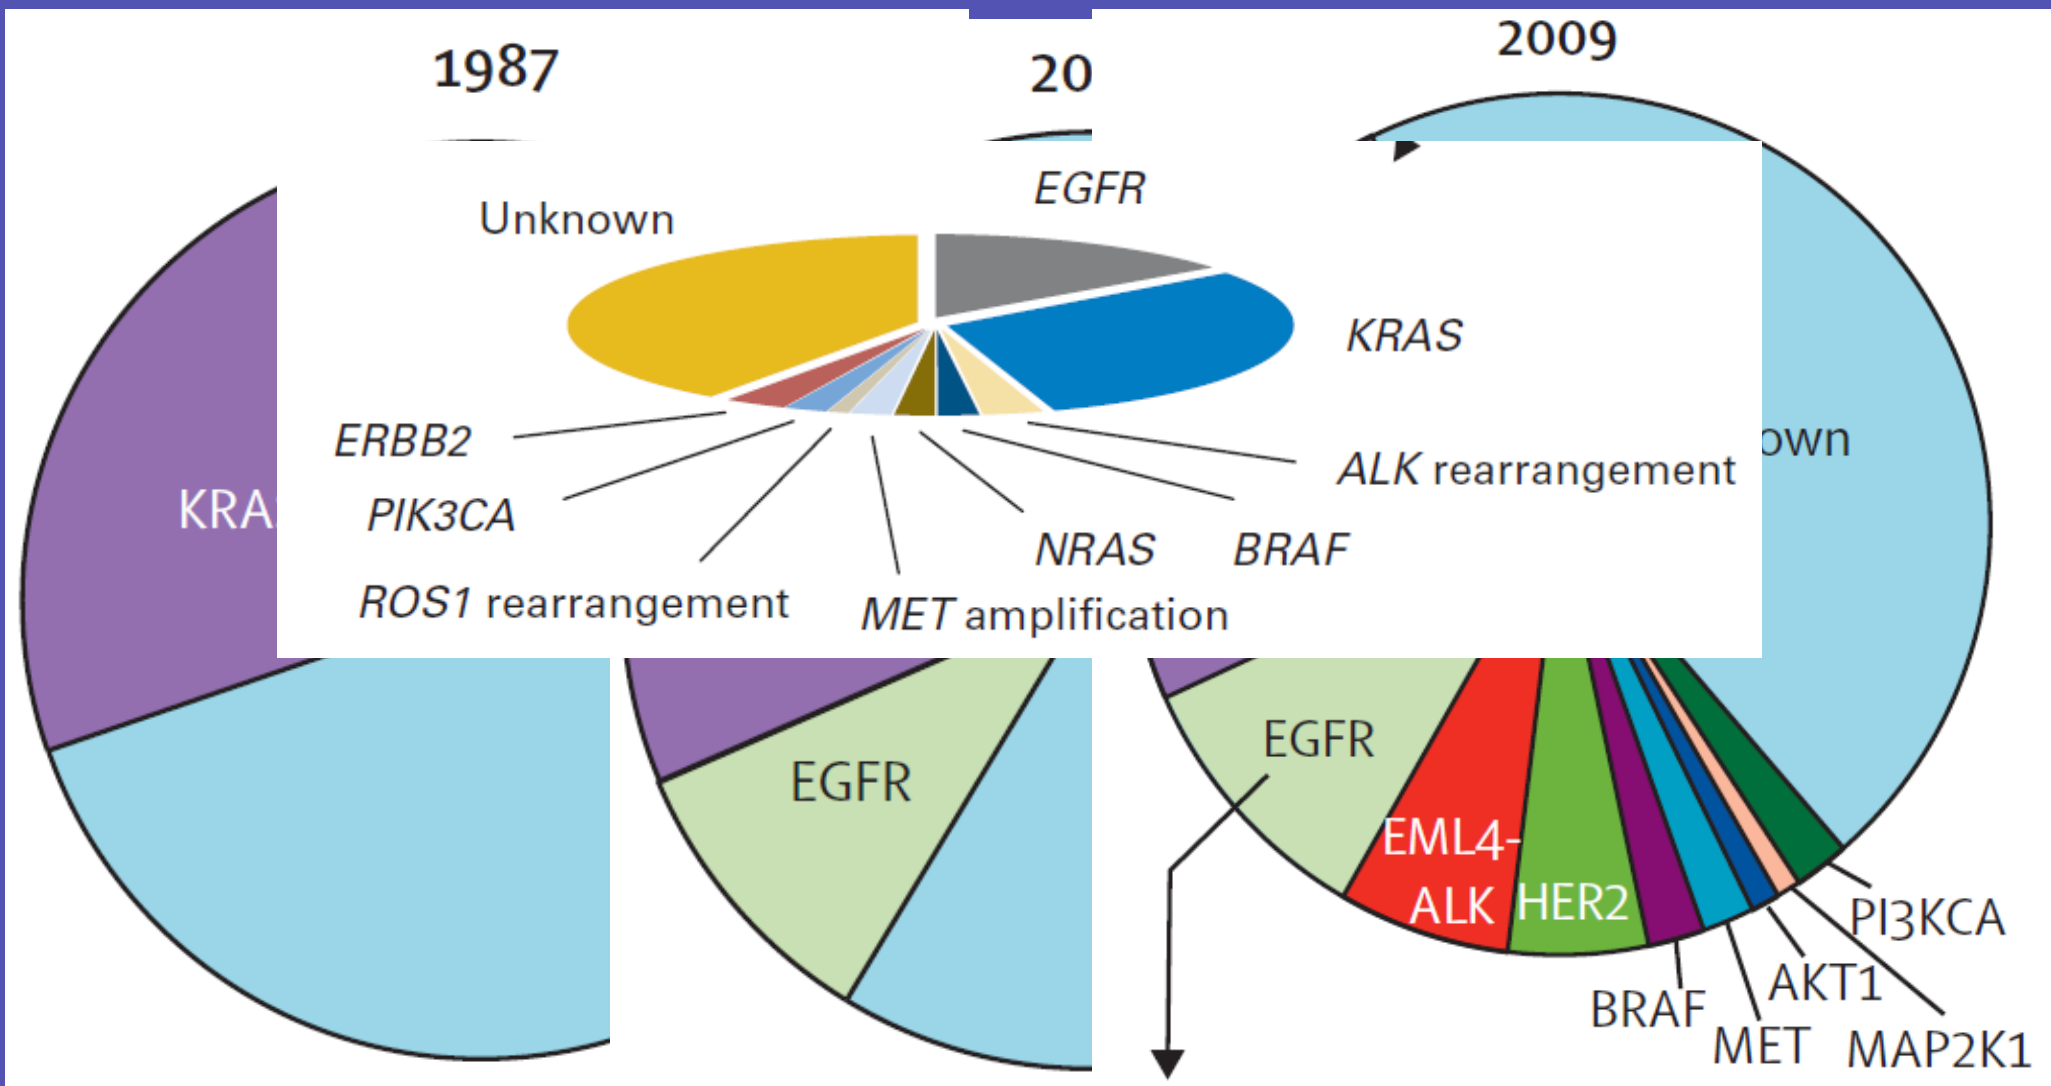 1987
20
2009
Unknown
EGFR
KRAS
ERBB2
PIK3CA
ROS1 rearrangement
MET amplification
NRAS
BRAF
ALK rearrangement
KRA
own
EGFR
EGFR
EML4-
ALK
HER2
BRAF
MET
AKT1
MAP2K1
PI3KCA